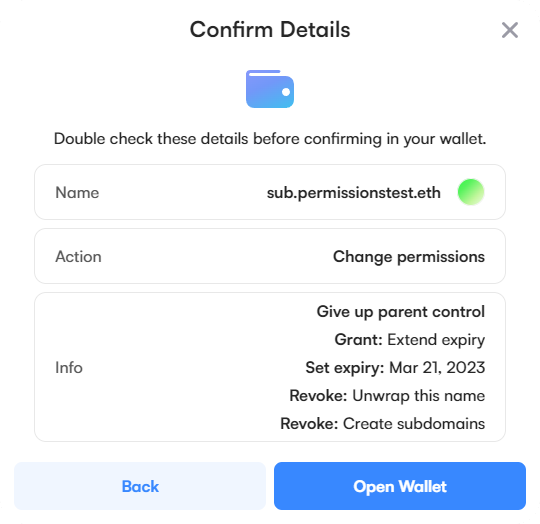 Confirm Details
Double check these details before confirming in your wallet.
Name sub.permissionstest.eth
Action Change permissions
Info
Give up parent control
Grant: Extend expiry
Set expiry: Mar 21, 2023
Revoke: Unwrap this name
Revoke: Create subdomains
Back Open Wallet